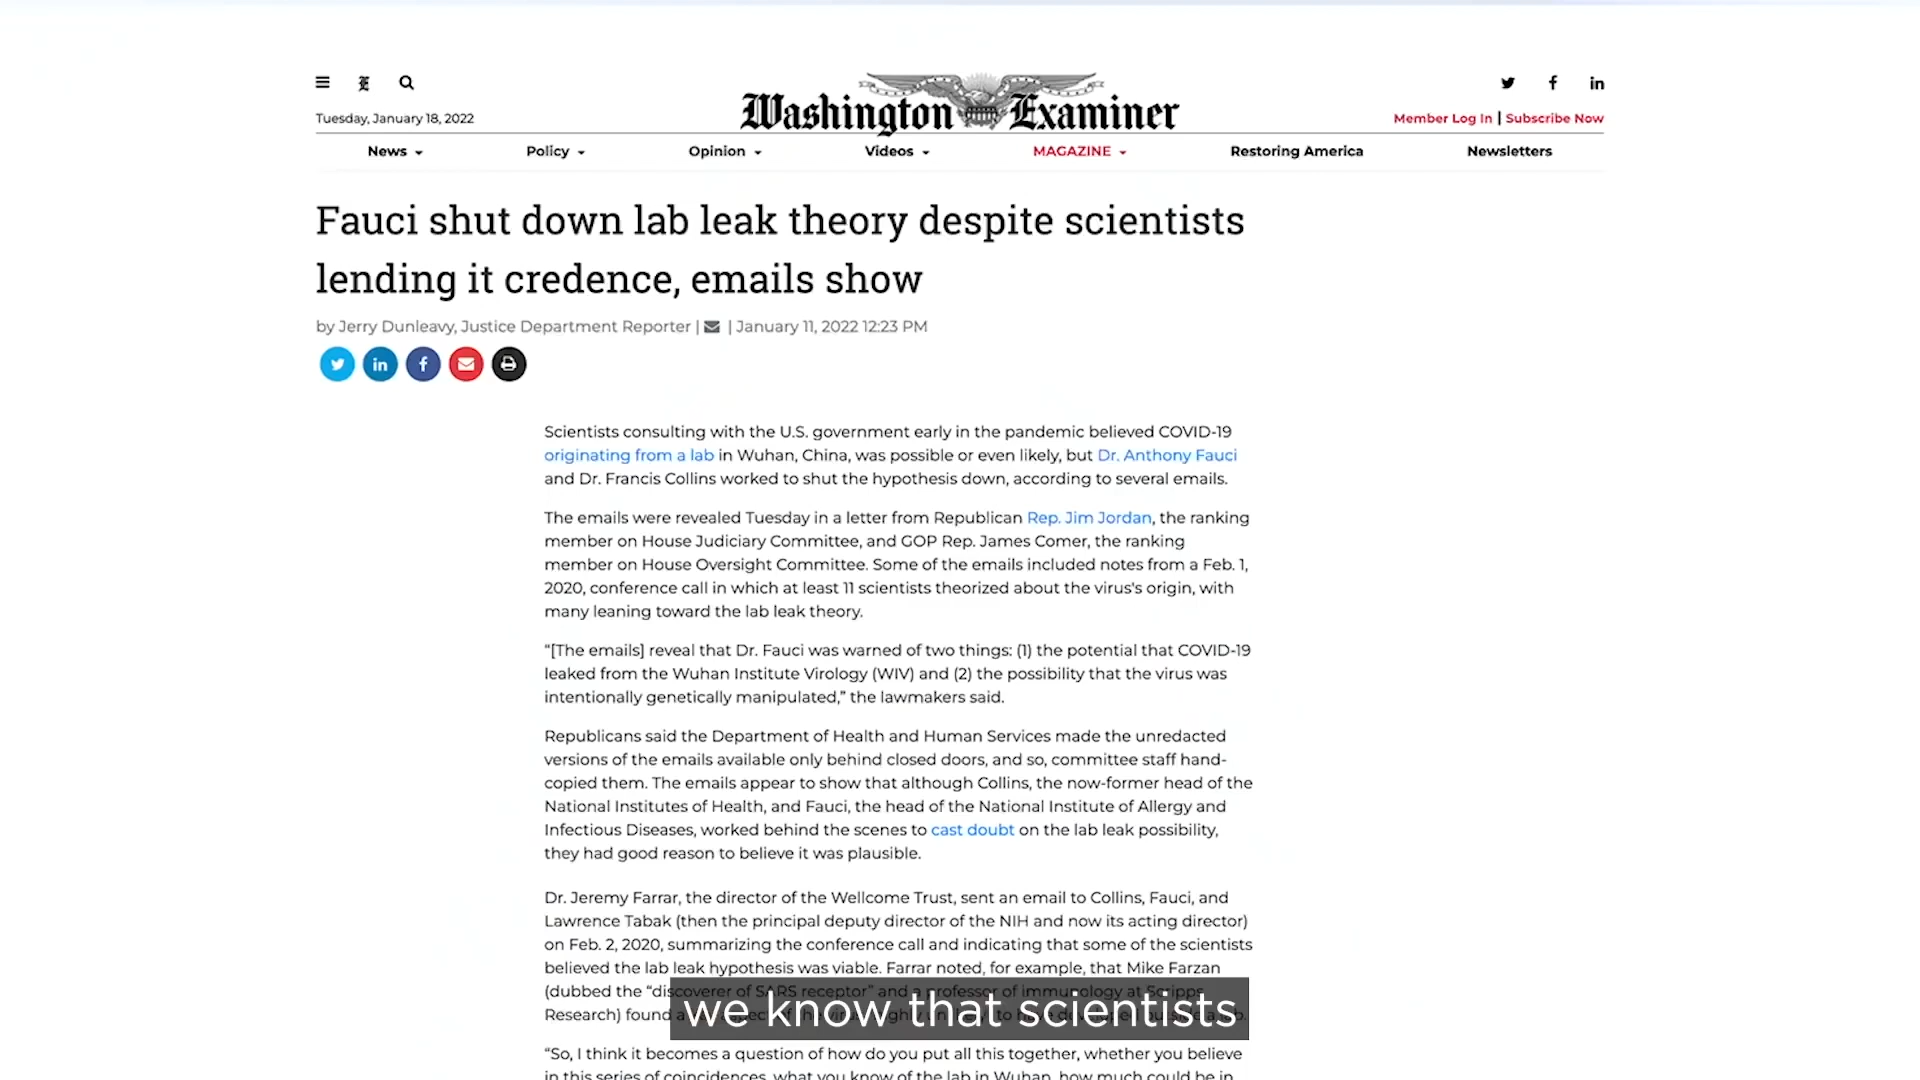 Washington Examiner
Tuesday, January 18, 2022
Member Log In | Subscribe Now
News
Policy
Opinion
Videos
MAGAZINE
Restoring America
Newsletters
Fauci shut down lab leak theory despite scientists
lending it credence, emails show
by Jerry Dunleavy, Justice Department Reporter | | January 11, 2022 12:23 PM
Scientists consulting with the U.S. government early in the pandemic believed COVID-19
originating from a lab in Wuhan, China, was possible or even likely, but Dr. Anthony Fauci
and Dr. Francis Collins worked to shut the hypothesis down, according to several emails.
The emails were revealed Tuesday in a letter from Republican Rep. Jim Jordan, the ranking
member on House Judiciary Committee, and GOP Rep. James Comer, the ranking
member on House Oversight Committee. Some of the emails included notes from a Feb. 1,
2020, conference call in which at least 11 scientists theorized about the virus's origin, with
many leaning toward the lab leak theory.
“[The emails] reveal that Dr. Fauci was warned of two things: (1) the potential that COVID-19
leaked from the Wuhan Institute Virology (WIV) and (2) the possibility that the virus was
intentionally genetically manipulated,” the lawmakers said.
Republicans said the Department of Health and Human Services made the unredacted
versions of the emails available only behind closed doors, and so, committee staff hand-
copied them. The emails appear to show that although Collins, the now-former head of the
National Institutes of Health, and Fauci, the head of the National Institute of Allergy and
Infectious Diseases, worked behind the scenes to cast doubt on the lab leak possibility,
they had good reason to believe it was plausible.
Dr. Jeremy Farrar, the director of the Wellcome Trust, sent an email to Collins, Fauci, and
Lawrence Tabak (then the principal deputy director of the NIH and now its acting director)
on Feb. 2, 2020, summarizing the conference call and indicating that some of the scientists
believed the lab leak hypothesis was viable. Farrar noted, for example, that Mike Farzan
(dubbed the “discoverer of SARS receptor” and a professor of immunology at Scripps
Research) found
we know that scientists
“So, I think it becomes a question of how do you put all this together, whether you believe
in this series of coincidences, what you know of the lab in Wuhan, how much could be in